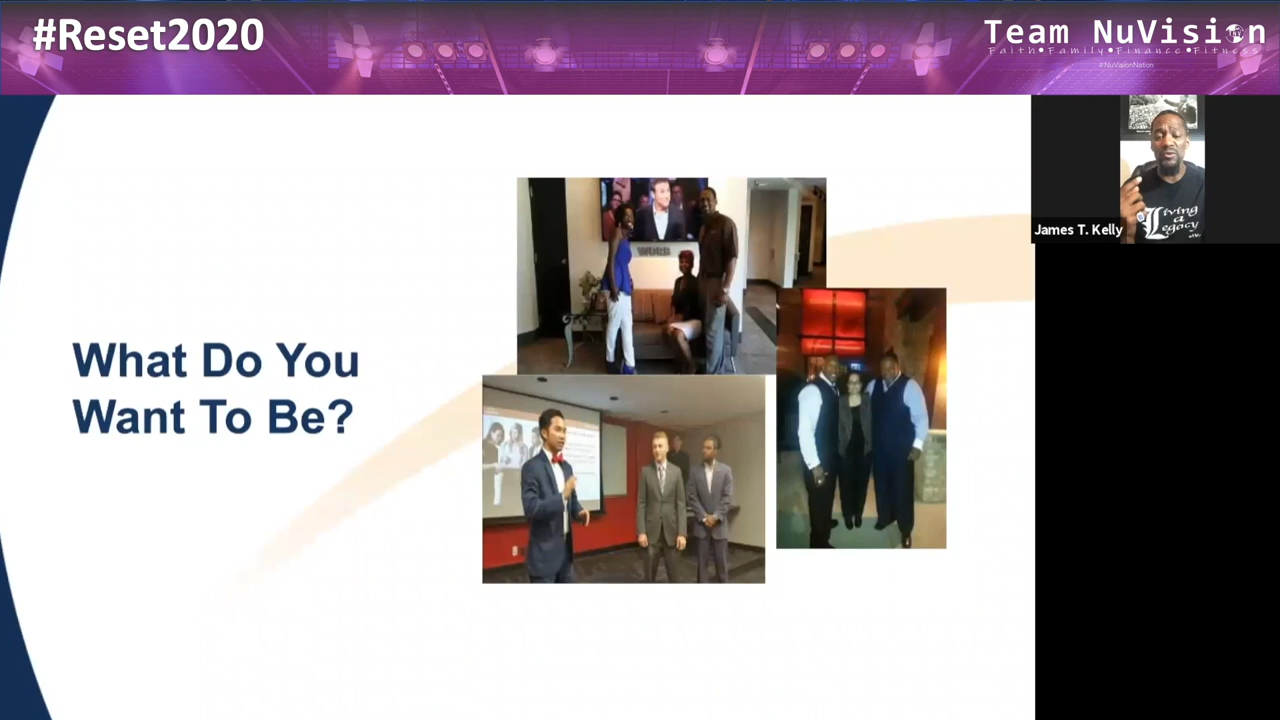 #Reset2020
Team NuVision
Faith•Family•Finance•Fitness
#NuVisionNation
What Do You
Want To Be?
James T. Kelly
Living
a
Legacy